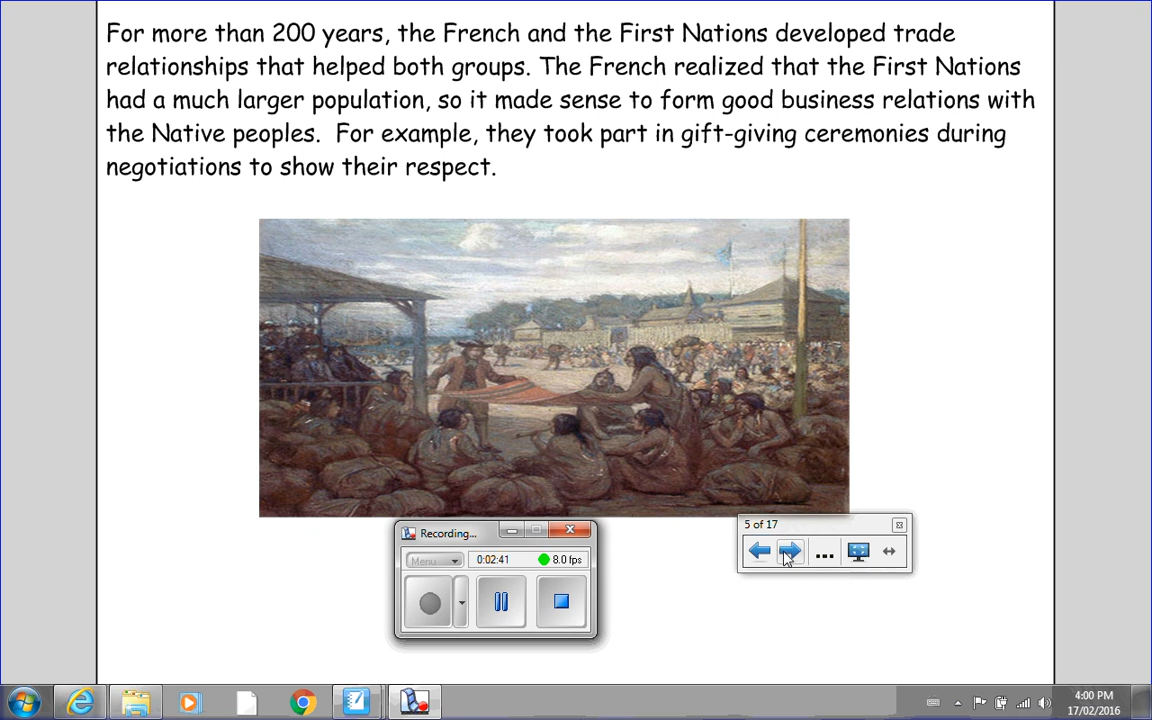 For more than 200 years, the French and the First Nations developed trade
relationships that helped both groups. The French realized that the First Nations
had a much larger population, so it made sense to form good business relations with
the Native peoples.  For example, they took part in gift-giving ceremonies during
negotiations to show their respect.
5 of 17
Recording...
Menu
0:02:41
8.0 fps
4:00 PM
17/02/2016